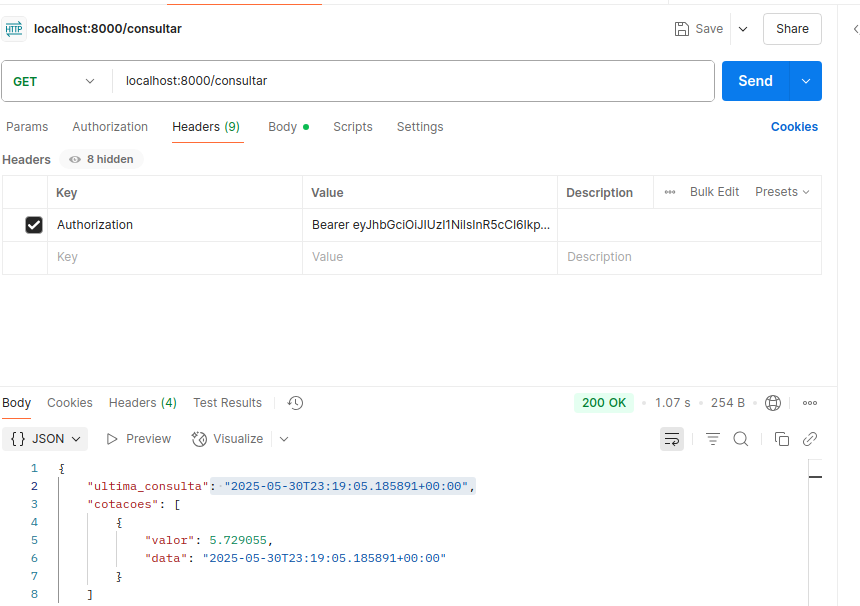 HTTP localhost:8000/consultar Save Share
GET localhost:8000/consultar Send
Params Authorization Headers (9) Body Scripts Settings Cookies
Headers 8 hidden
Key Value Description Bulk Edit Presets
Authorization Bearer eyJhbGciOiJIUzI1NiIsInR5cCI6Ikp...
Key Value Description
Body Cookies Headers (4) Test Results 200 OK 1.07 s 254 B
{} JSON Preview Visualize
1 {
2 "ultima_consulta": "2025-05-30T23:19:05.185891+00:00",
3 "cotacoes": [
4 {
5 "valor": 5.729055,
6 "data": "2025-05-30T23:19:05.185891+00:00"
7 }
8 ]